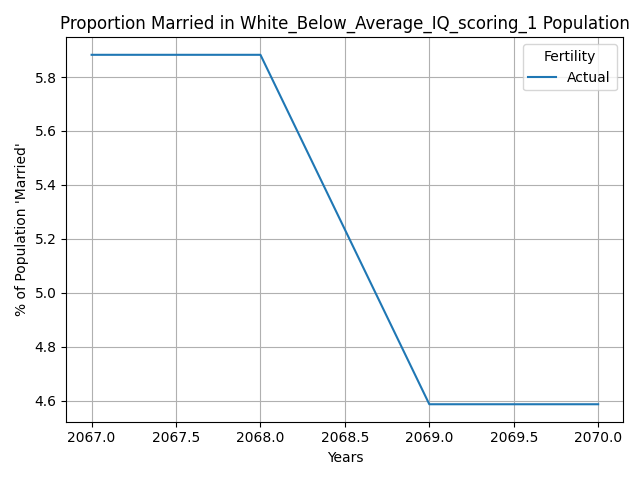 Proportion Married in White_Below_Average_IQ_scoring_1 Population
Fertility
Actual
% of Population 'Married'
5.8
5.6
5.4
5.2
5.0
4.8
4.6
2067.0 2067.5 2068.0 2068.5 2069.0 2069.5 2070.0
Years